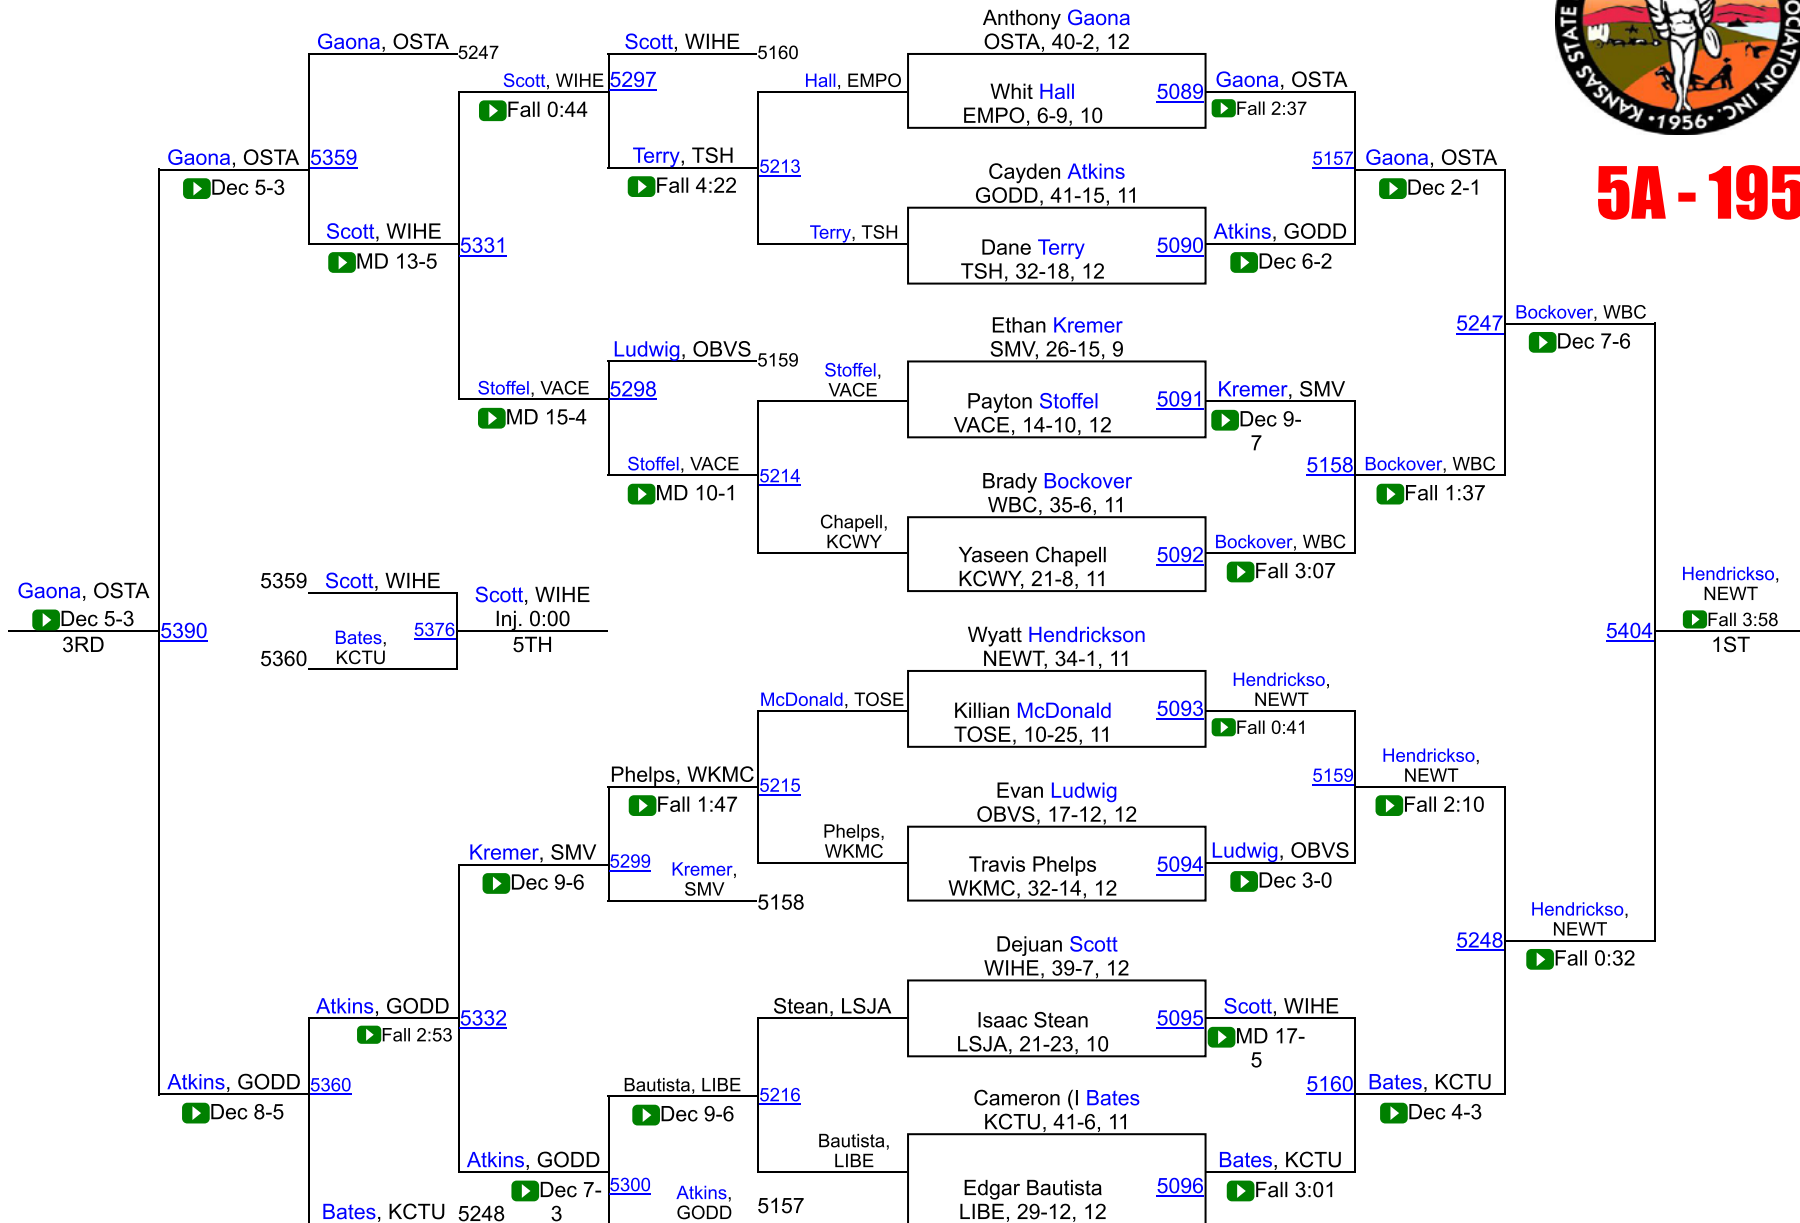 KANSAS STATE
OCIATION, INC.
•1956•
5A - 195
Anthony Gaona
OSTA, 40-2, 12
Whit Hall
EMPO, 6-9, 10
5089
Cayden Atkins
GODD, 41-15, 11
Dane Terry
TSH, 32-18, 12
5090
Ethan Kremer
SMV, 26-15, 9
Payton Stoffel
VACE, 14-10, 12
5091
Brady Bockover
WBC, 35-6, 11
Yaseen Chapell
KCWY, 21-8, 11
5092
Wyatt Hendrickson
NEWT, 34-1, 11
Killian McDonald
TOSE, 10-25, 11
5093
Evan Ludwig
OBVS, 17-12, 12
Travis Phelps
WKMC, 32-14, 12
5094
Dejuan Scott
WIHE, 39-7, 12
Isaac Stean
LSJA, 21-23, 10
5095
Cameron (I Bates
KCTU, 41-6, 11
Edgar Bautista
LIBE, 29-12, 12
5096
Gaona, OSTA
Fall 2:37
5157
Atkins, GODD
Dec 6-2
Kremer, SMV
Dec 9-
7
5158
Bockover, WBC
Fall 3:07
Hendrickso,
NEWT
Fall 0:41
5159
Ludwig, OBVS
Dec 3-0
Scott, WIHE
MD 17-
5
5160
Bates, KCTU
Fall 3:01
Gaona, OSTA
Dec 2-1
5247
Bockover, WBC
Fall 1:37
Hendrickso,
NEWT
Fall 2:10
5248
Bates, KCTU
Dec 4-3
Bockover, WBC
Dec 7-6
5404
Hendrickso,
NEWT
Fall 0:32
Hendrickso,
NEWT
Fall 3:58
1ST
Hall, EMPO
5213
Terry, TSH
Stoffel,
VACE
5214
Chapell,
KCWY
McDonald, TOSE
5215
Phelps,
WKMC
Stean, LSJA
5216
Bautista,
LIBE
Scott, WIHE
5160
5297
Terry, TSH
Fall 4:22
Ludwig, OBVS
5159
5298
Stoffel, VACE
MD 10-1
Phelps, WKMC
Fall 1:47
5299
Kremer,
SMV
5158
Bautista, LIBE
Dec 9-6
5300
Atkins,
GODD
5157
Scott, WIHE
Fall 0:44
5331
Stoffel, VACE
MD 15-4
Kremer, SMV
Dec 9-6
5332
Atkins, GODD
Dec 7-
3
Gaona, OSTA
5247
5359
Scott, WIHE
MD 13-5
Atkins, GODD
Fall 2:53
5360
Bates, KCTU
5248
Gaona, OSTA
Dec 5-3
5390
Atkins, GODD
Dec 8-5
Gaona, OSTA
Dec 5-3
3RD
5359
Scott, WIHE
5376
5360
Bates,
KCTU
Scott, WIHE
Inj. 0:00
5TH